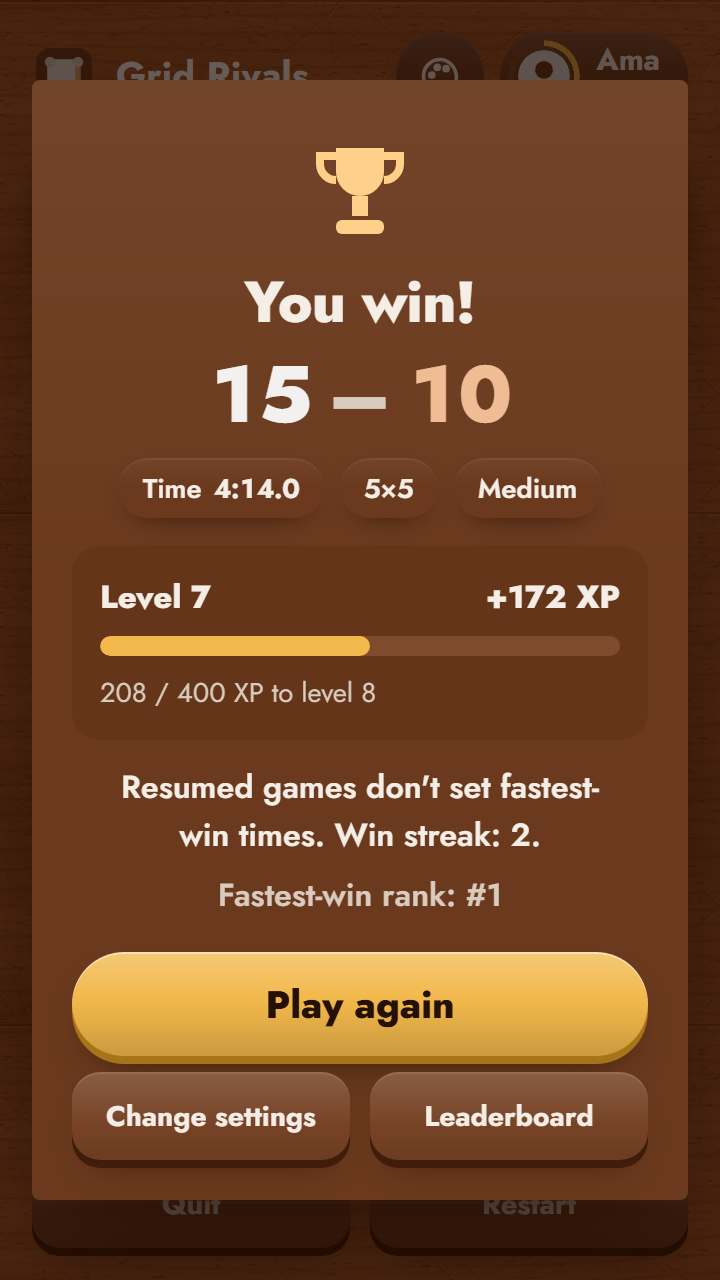 Grid Rivals
Ama
You win!
15 – 10
Time 4:14.0
5×5
Medium
Level 7
+172 XP
208 / 400 XP to level 8
Resumed games don't set fastest-
win times. Win streak: 2.
Fastest-win rank: #1
Play again
Change settings
Leaderboard
Quit
Restart